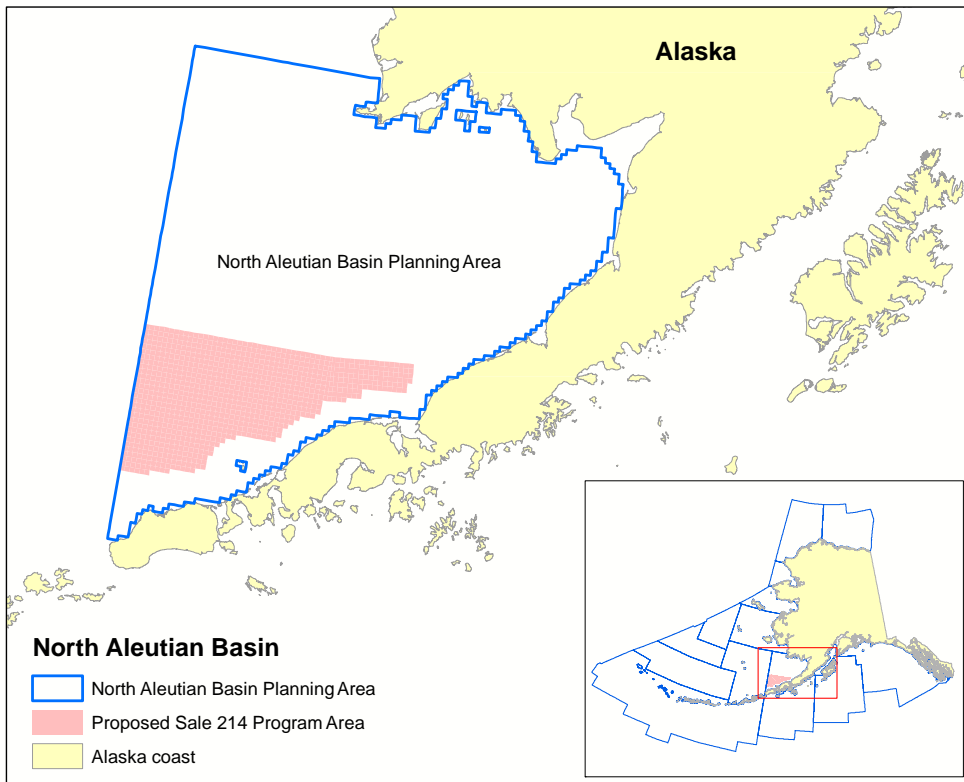 Alaska
North Aleutian Basin Planning Area
North Aleutian Basin
North Aleutian Basin Planning Area
Proposed Sale 214 Program Area
Alaska coast